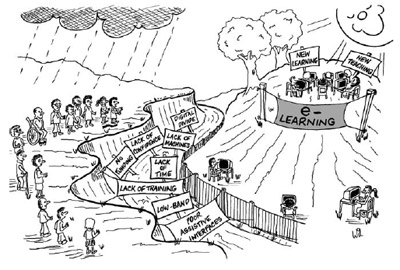 NEW
LEARNING
NEW
TEACHING
e-
LEARNING
DIGITAL
DIVIDE
LACK OF
CONFIDENCE
LACK OF
MACHINES
NO
FUNDING
LACK
OF
TIME
LACK OF TRAINING
LOW-BAND
POOR
ASSISTIVE
INTERFACES